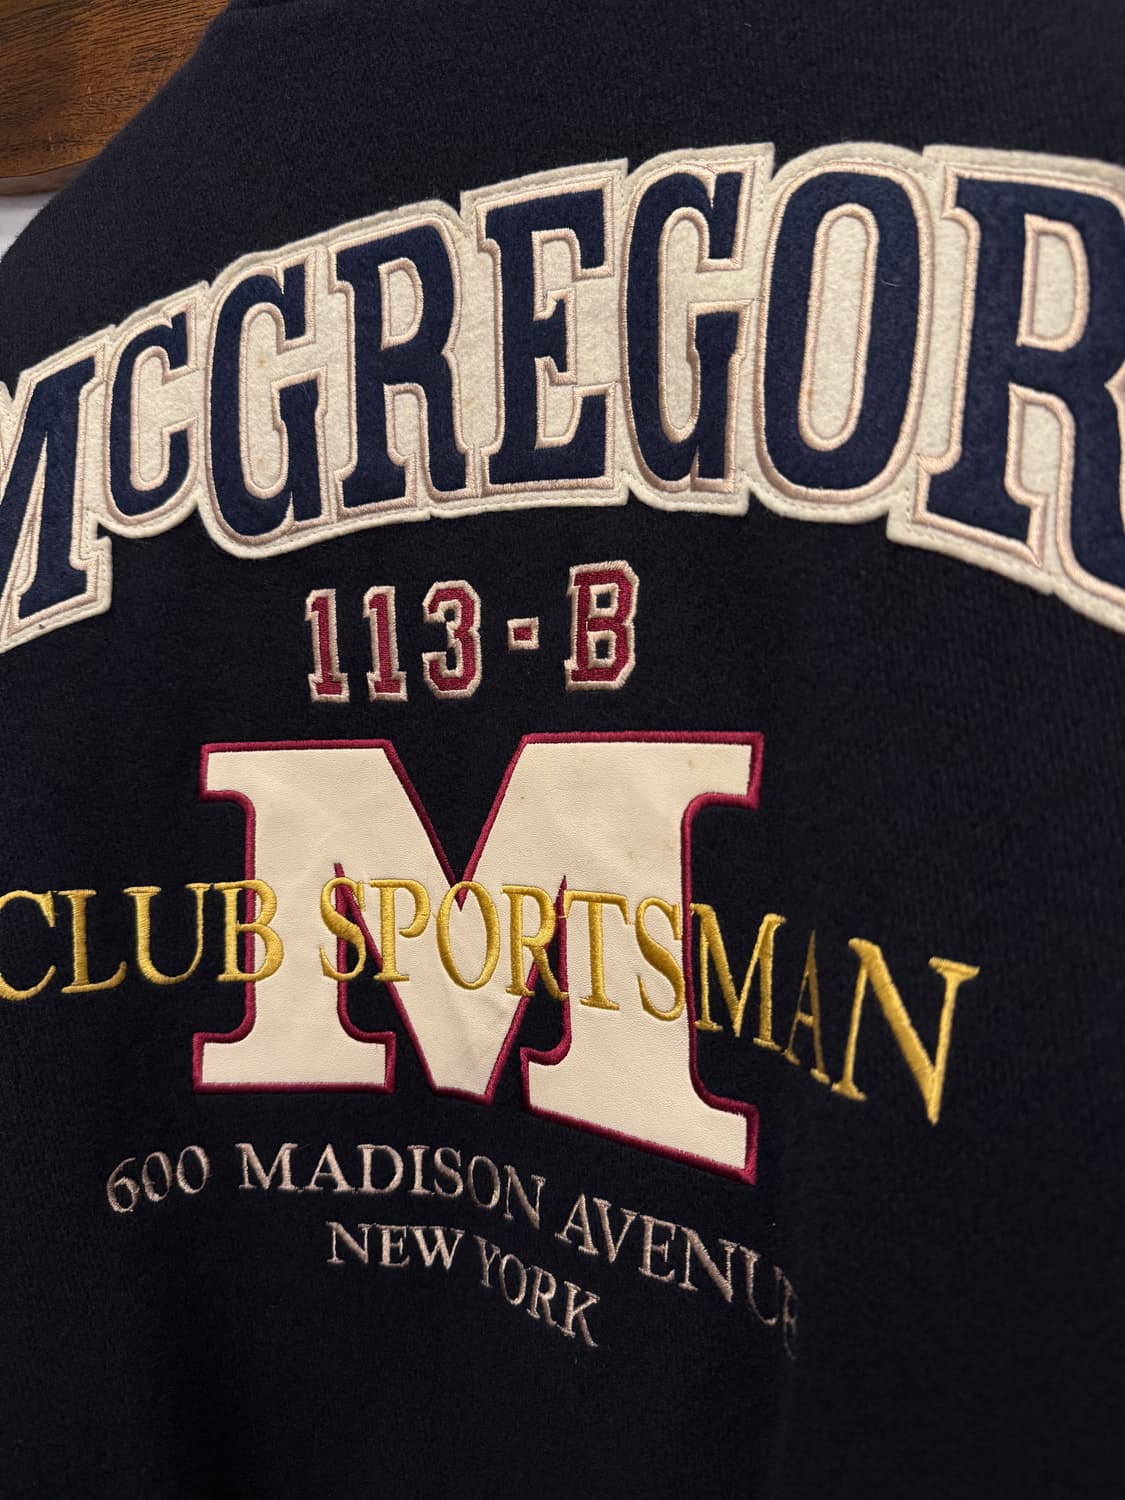 McGREGOR
113-B
M
CLUB SPORTSMAN
600 MADISON AVENUE
NEW YORK